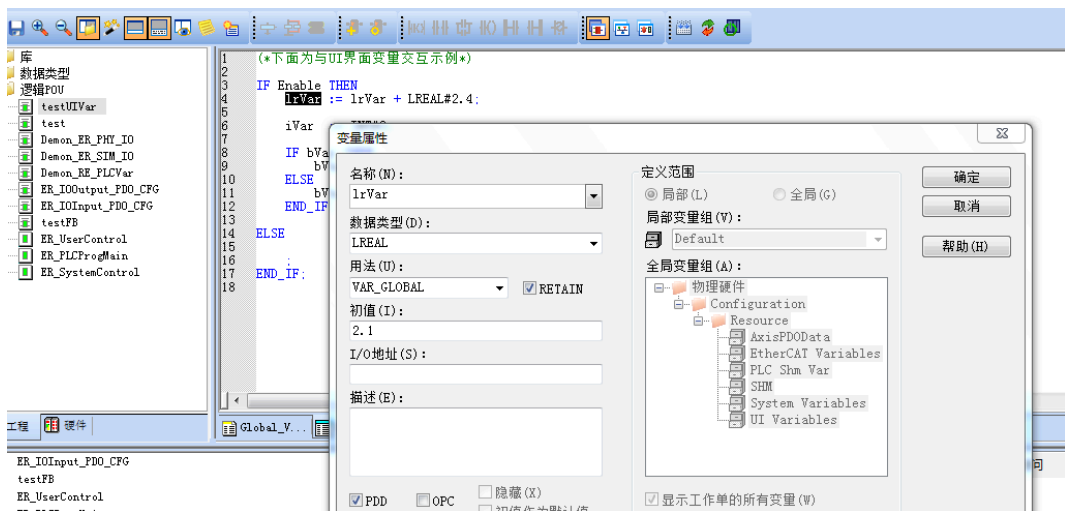 库
数据类型
逻辑POU
testUIVar
test
Demon_ER_PHY_IO
Demon_ER_SIM_IO
Demon_RE_PLCVar
ER_IOOutput_PDO_CFG
ER_IOInput_PDO_CFG
testFB
ER_UserControl
ER_PLCProgMain
ER_SystemControl
工程
硬件
1 (*下面为与UI界面变量交互示例*)
2
3 IF Enable THEN
4 lrVar := lrVar + LREAL#2.4;
5
6 iVar
7
8 IF bVa
9 bV
10 ELSE
11 bV
12 END_IF
13
14 ELSE
15
16 ;
17 END_IF;
18
Global_V...
变量属性
名称(N):
lrVar
数据类型(D):
LREAL
用法(U):
VAR_GLOBAL
RETAIN
初值(I):
2.1
I/O地址(S):
描述(E):
PDD
OPC
隐藏(X)
初值作为默认值
定义范围
局部(L)
全局(G)
局部变量组(V):
Default
全局变量组(A):
物理硬件
Configuration
Resource
AxisPDOData
EtherCAT Variables
PLC Shm Var
SHM
System Variables
UI Variables
显示工作单的所有变量(W)
确定
取消
帮助(H)
ER_IOInput_PDO_CFG
testFB
ER_UserControl